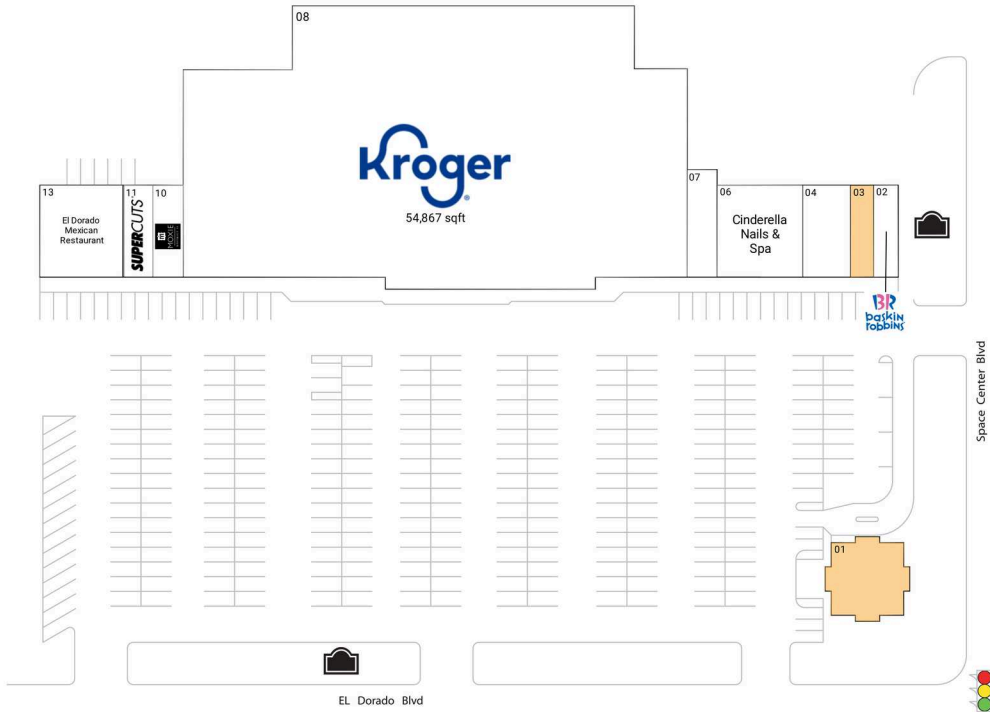 08
Kroger
54,867 sqft
13
El Dorado
Mexican
Restaurant
11
SUPERCUTS
10
m
MOXIE
07
06
Cinderella
Nails &
Spa
04
03
02
BR
baskin
robbins
Space Center Blvd
01
EL Dorado Blvd